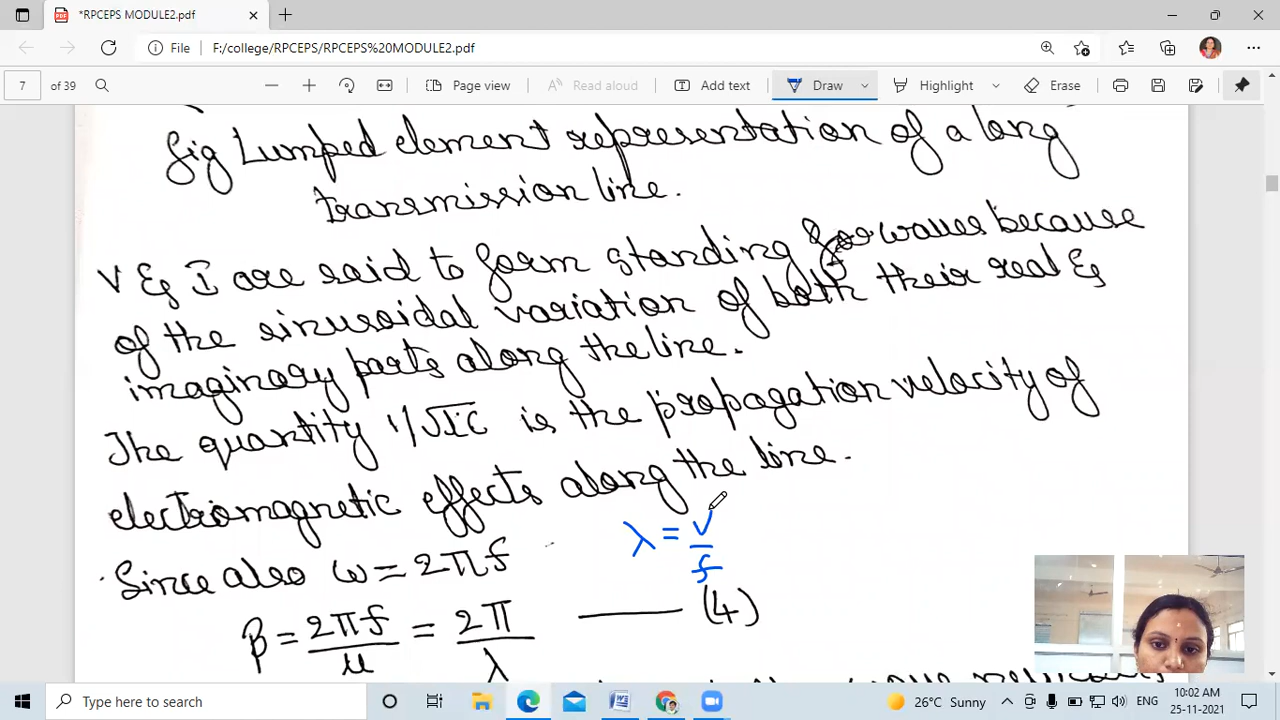 *RPCEPS MODULE2.pdf
File F:/college/RPCEPS/RPCEPS%20MODULE2.pdf
7 of 39 Page view Read aloud Add text Draw Highlight Erase
fig Lumped element representation of a long
transmission line.
V & I are said to form standing waves because
of the sinusoidal variation of both their real &
imaginary parts along the line.
The quantity 1/√LC is the propagation velocity of
electromagnetic effects along the line.
λ = v/f
Since also ω = 2πf
β = 2πf/u = 2π/λ —— (4)
Type here to search
26°C Sunny
ENG
10:02 AM
25-11-2021